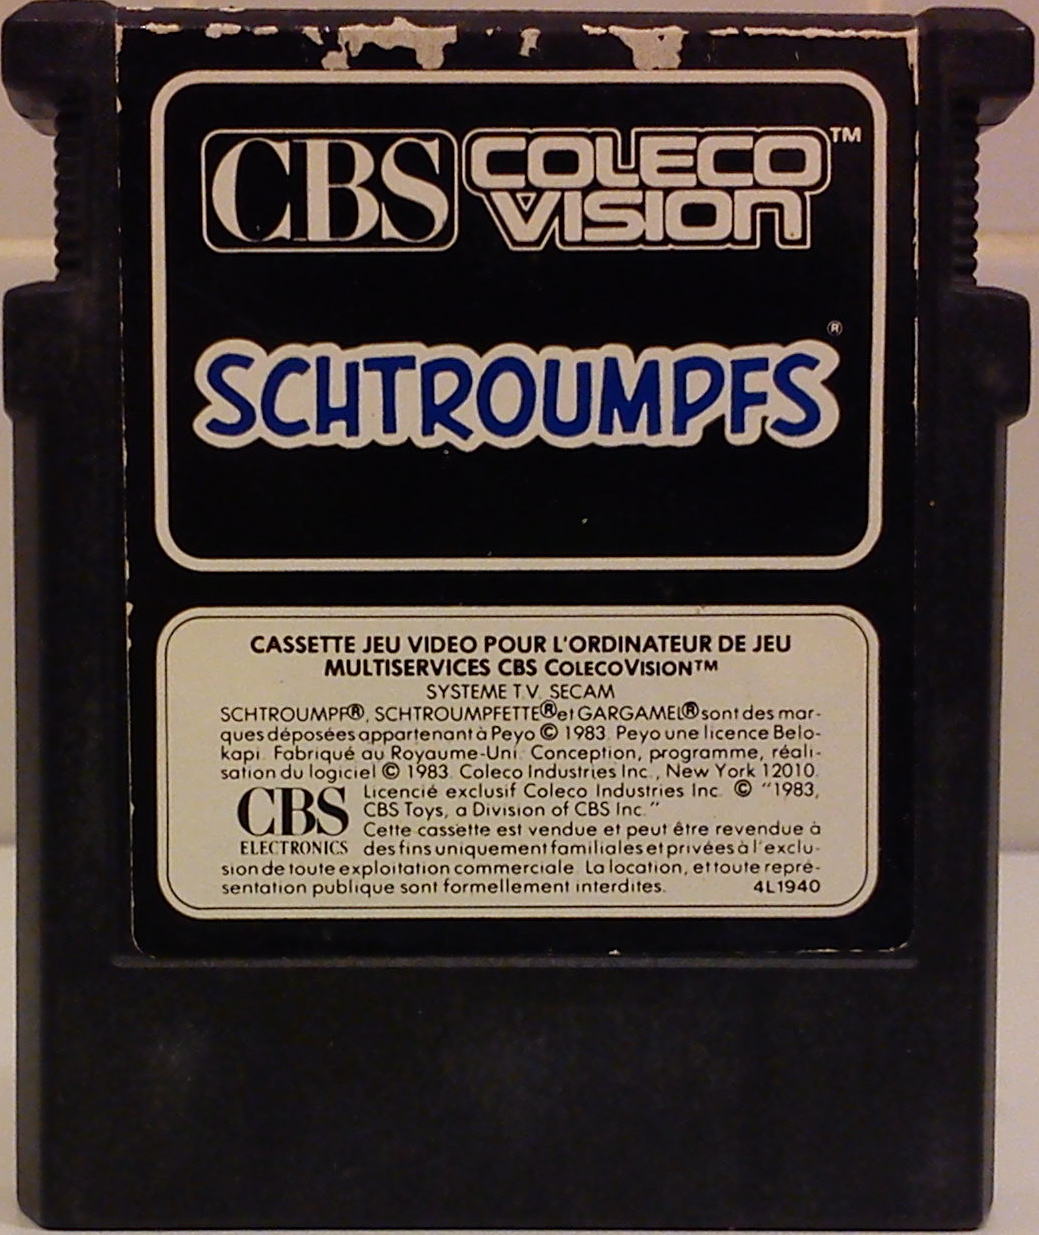 CBS COLECO VISION™
SCHTROUMPFS®
CASSETTE JEU VIDEO POUR L'ORDINATEUR DE JEU
MULTISERVICES CBS COLECOVISION™
SYSTEME T.V. SECAM
SCHTROUMPF®, SCHTROUMPFETTE® et GARGAMEL® sont des mar-
ques déposées appartenant à Peyo © 1983. Peyo une licence Belo-
kapi. Fabriqué au Royaume-Uni. Conception, programme, réali-
sation du logiciel © 1983. Coleco Industries Inc., New York 12010.
Licencié exclusif Coleco Industries Inc. © "1983,
CBS Toys, a Division of CBS Inc."
CBS
ELECTRONICS
Cette cassette est vendue et peut être revendue à
des fins uniquement familiales et privées à l'exclu-
sion de toute exploitation commerciale. La location, et toute repré-
sentation publique sont formellement interdites. 4L1940